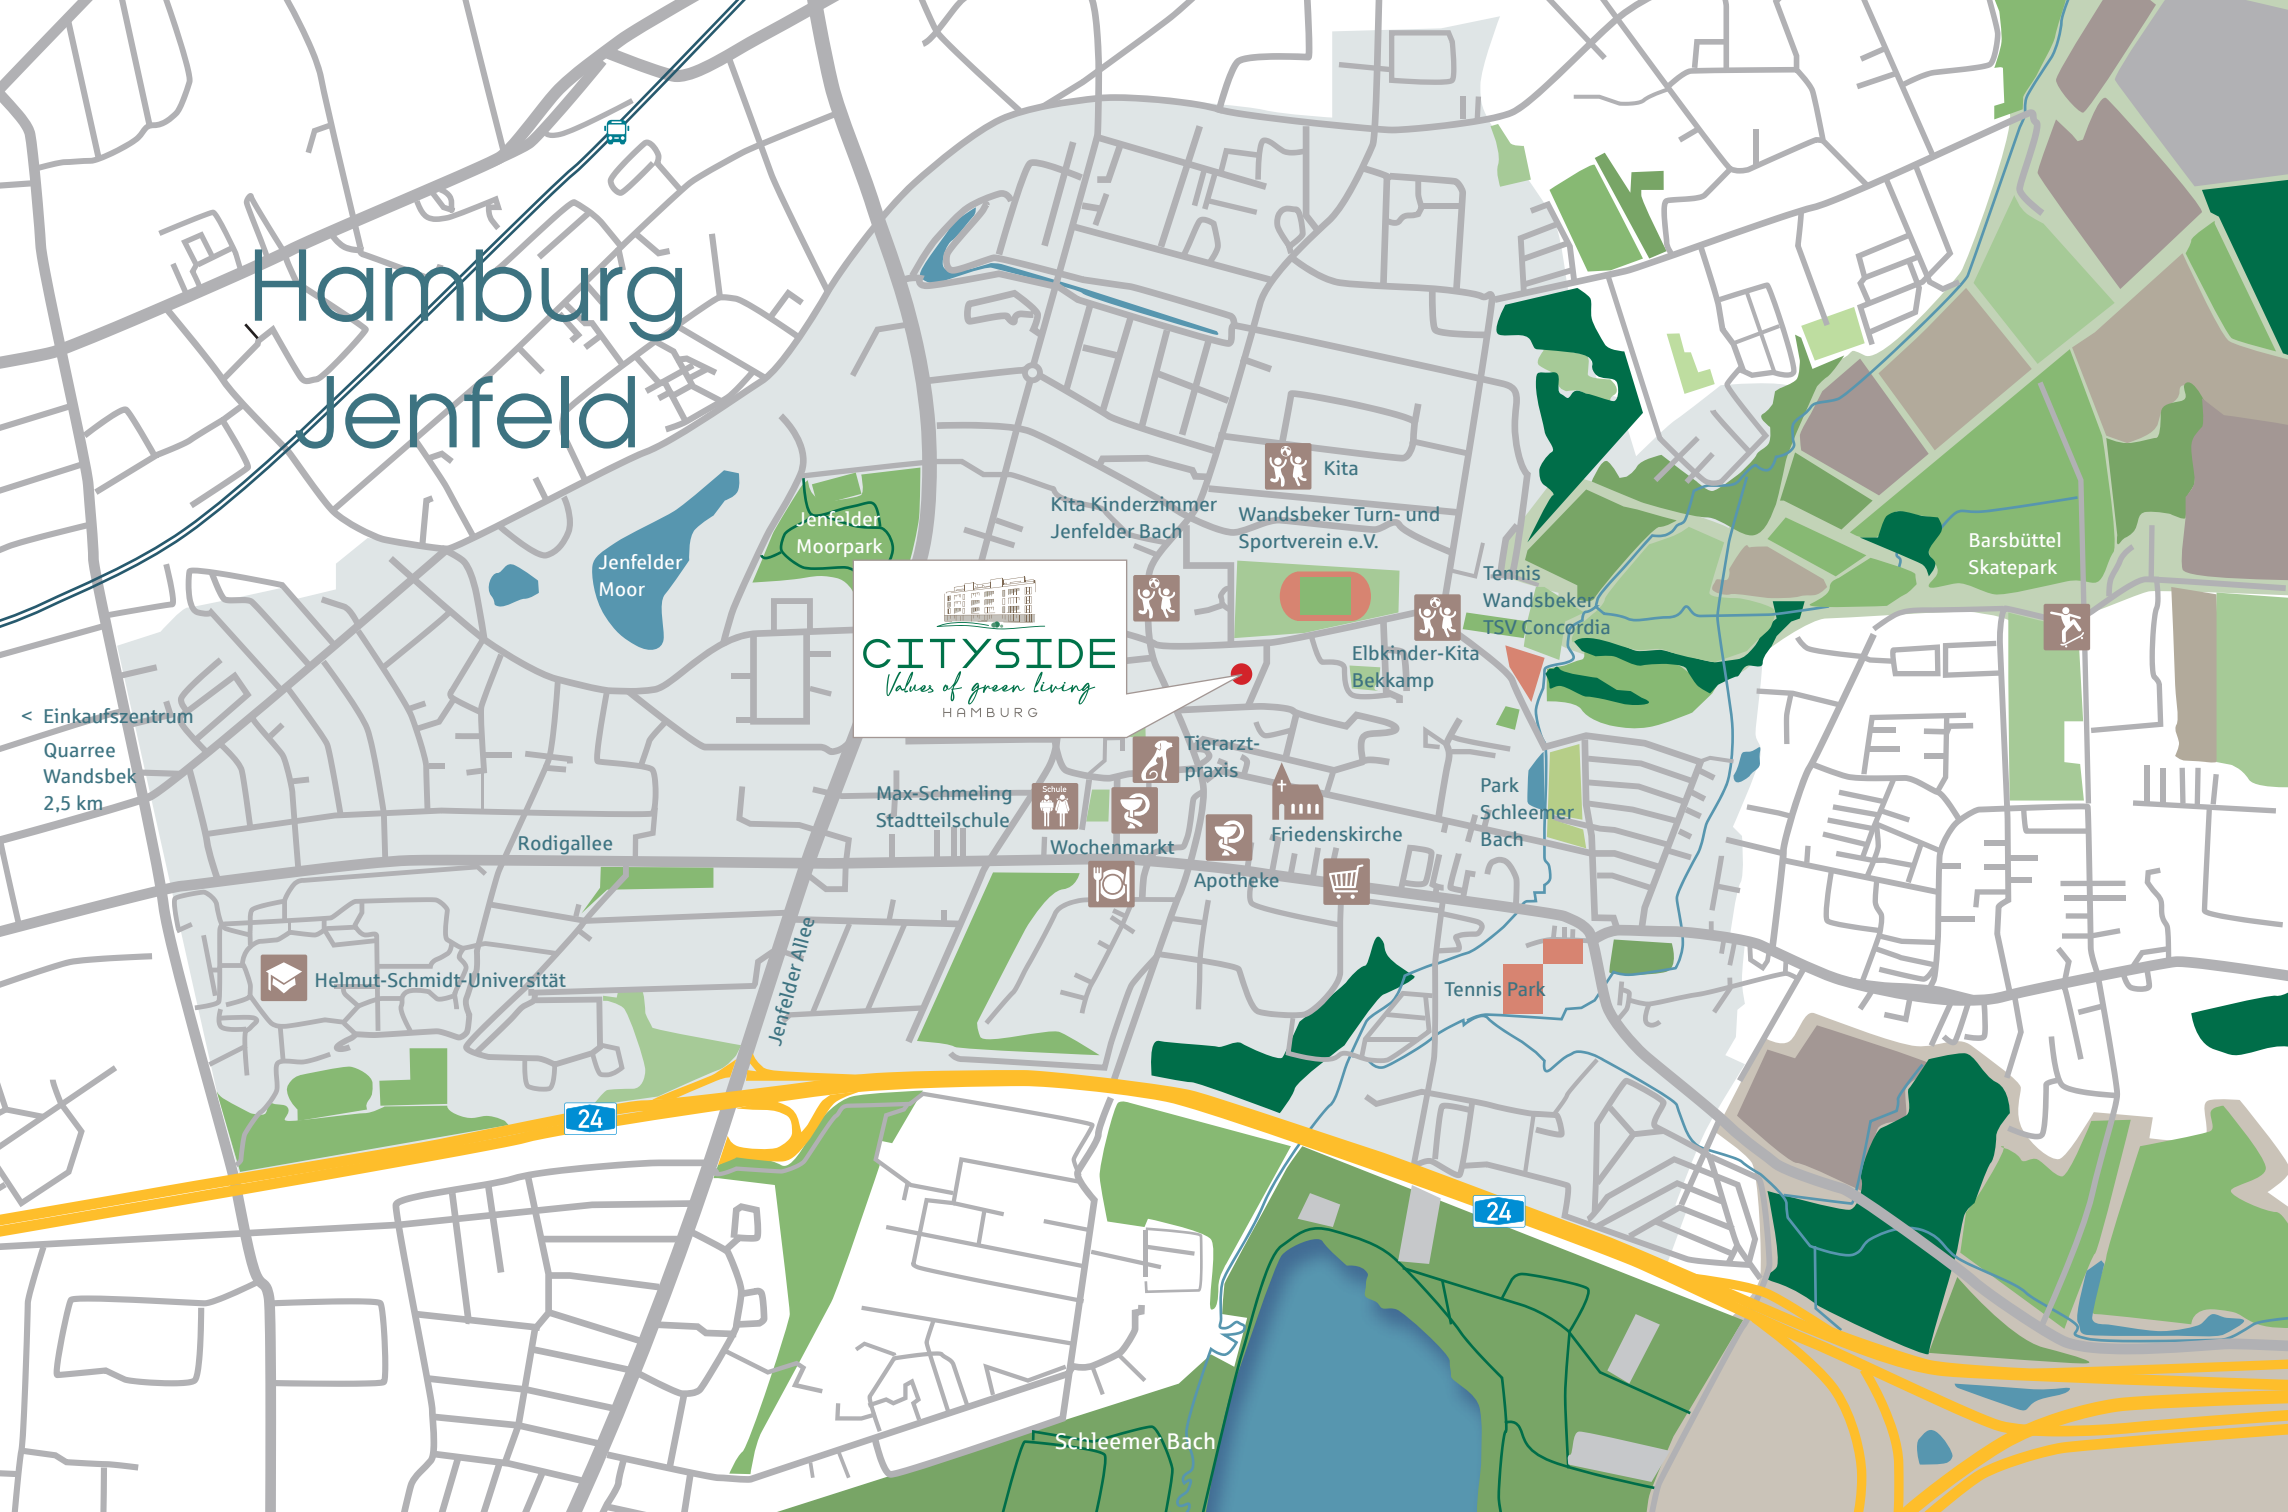 Hamburg
Jenfeld
Jenfelder
Moor
Jenfelder
Moorpark
Kita
Kita Kinderzimmer
Jenfelder Bach
Wandsbeker Turn- und
Sportverein e.V.
Tennis
Wandsbeker
TSV Concordia
Barsbüttel
Skatepark
CITYSIDE
Values of green living
HAMBURG
Elbkinder-Kita
Bekkamp
< Einkaufszentrum
Quarree
Wandsbek
2,5 km
Tierarzt-
praxis
Max-Schmeling
Stadtteilschule
Schule
Park
Schleemer
Bach
Rodigallee
Wochenmarkt
Friedenskirche
Apotheke
Jenfelder Allee
Helmut-Schmidt-Universität
Tennis Park
24
24
Schleemer Bach